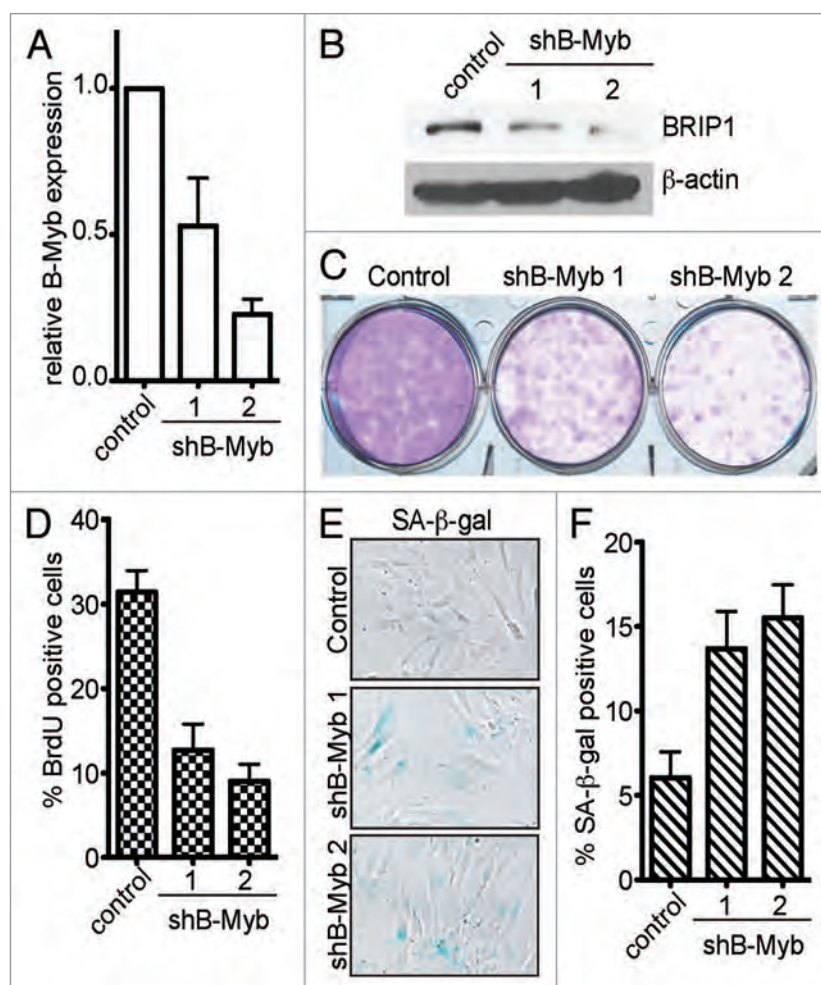 A
relative B-Myb expression
1.0
0.5
0.0
control
1
2
shB-Myb
B
control
shB-Myb
1
2
BRIP1
β-actin
C
Control
shB-Myb 1
shB-Myb 2
D
% BrdU positive cells
40
30
20
10
0
control
1
2
shB-Myb
E
SA-β-gal
Control
shB-Myb 1
shB-Myb 2
F
% SA-β-gal positive cells
20
15
10
5
0
control
1
2
shB-Myb